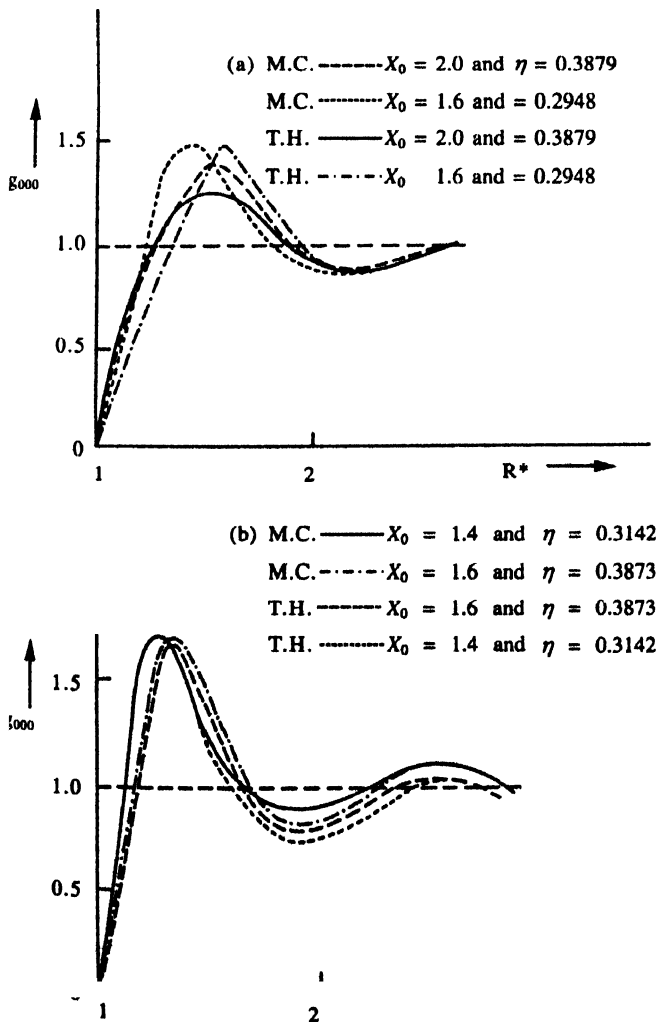 (a) M.C. X₀ = 2.0 and η = 0.3879
M.C. X₀ = 1.6 and = 0.2948
T.H. X₀ = 2.0 and = 0.3879
T.H. X₀ 1.6 and = 0.2948
1.5
g₀₀₀
1.0
0.5
0
1
2
R*
(b) M.C. X₀ = 1.4 and η = 0.3142
M.C. X₀ = 1.6 and η = 0.3873
T.H. X₀ = 1.6 and η = 0.3873
T.H. X₀ = 1.4 and η = 0.3142
1.5
g₀₀₀
1.0
0.5
1
2